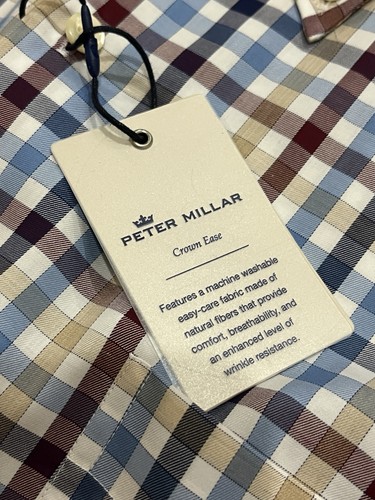 PETER MILLAR
Crown Ease
Features a machine washable
easy-care fabric made of
natural fibers that provide
comfort, breathability, and
an enhanced level of
wrinkle resistance.